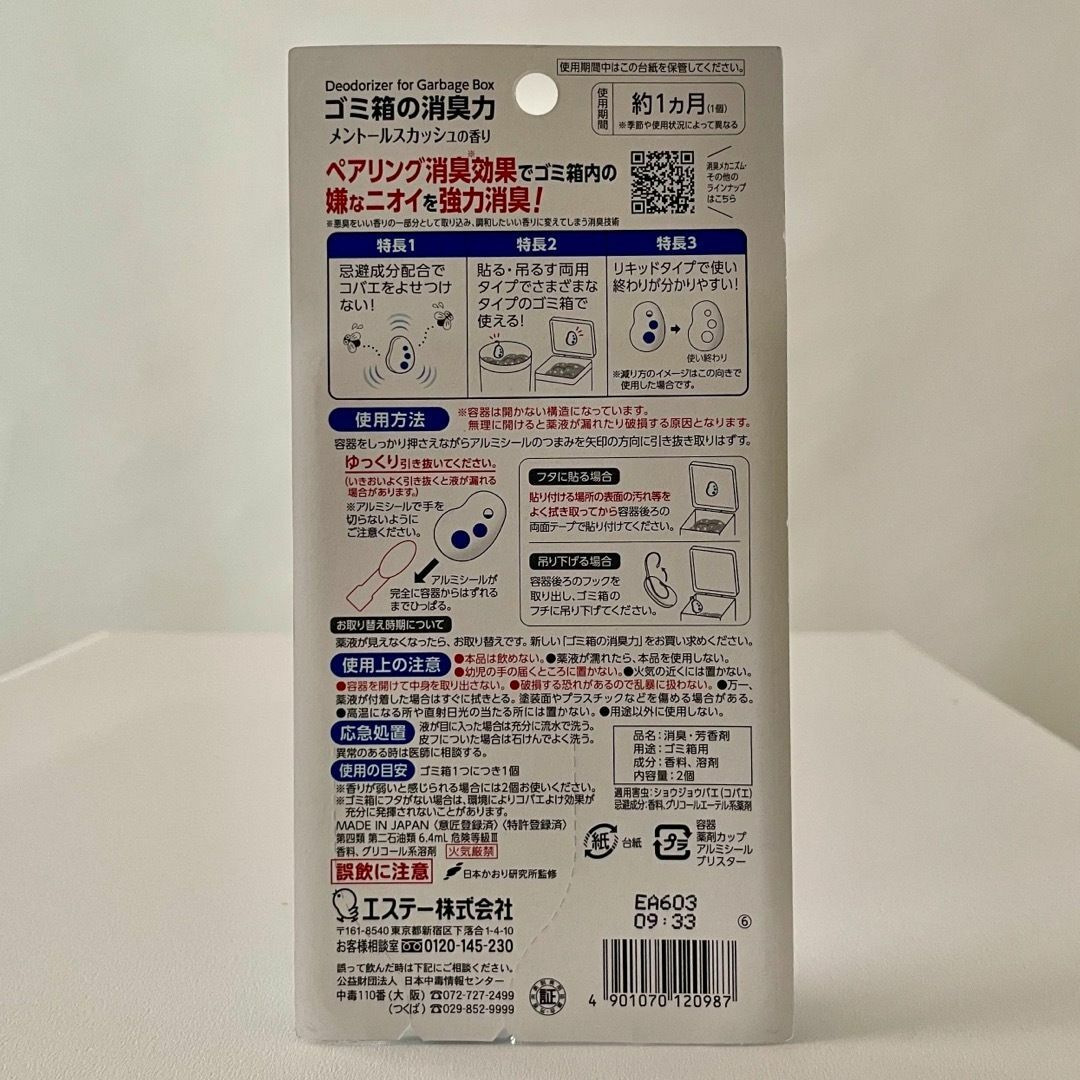 使用期間中はこの台紙を保管してください。
Deodorizer for Garbage Box
ゴミ箱の消臭力
メントールスカッシュの香り
使用期間
約1ヵ月(1個)
※季節や使用状況によって異なる
ペアリング消臭効果※でゴミ箱内の
嫌なニオイを強力消臭!
※悪臭をいい香りの一部分として取り込み、調和したいい香りに変えてしまう消臭技術
消臭メカニズム・
その他の
ラインナップ
はこちら
特長1
忌避成分配合で
コバエをよせつけ
ない!
特長2
貼る・吊るす両用
タイプでさまざまな
タイプのゴミ箱で
使える!
特長3
リキッドタイプで使い
終わりが分かりやすい!
使い終わり
※減り方のイメージはこの向きで
使用した場合です。
使用方法
※容器は開かない構造になっています。
無理に開けると薬液が漏れたり破損する原因となります。
容器をしっかり押さえながらアルミシールのつまみを矢印の方向に引き抜き取りはずす。
ゆっくり引き抜いてください。
(いきおいよく引き抜くと液が漏れる
場合があります。)
※アルミシールで手を
切らないように
ご注意ください。
アルミシールが
完全に容器からはずれる
までひっぱる。
フタに貼る場合
貼り付ける場所の表面の汚れ等を
よく拭き取ってから容器後ろの
両面テープで貼り付けてください。
吊り下げる場合
容器後ろのフックを
取り出し、ゴミ箱の
フチに吊り下げてください。
お取り替え時期について
薬液が見えなくなったら、お取り替えです。新しい「ゴミ箱の消臭力」をお買い求めください。
使用上の注意
●本品は飲めない。●薬液が漏れたら、本品を使用しない。
●幼児の手の届くところに置かない。●火気の近くには置かない。
●容器を開けて中身を取り出さない。●破損する恐れがあるので乱暴に扱わない。●万一、
薬液が付着した場合はすぐに拭きとる。塗装面やプラスチックなどを傷める場合がある。
●高温になる所や直射日光の当たる所には置かない。●用途以外に使用しない。
応急処置
液が目に入った場合は充分に流水で洗う。
皮フについた場合は石けんでよく洗う。
異常のある時は医師に相談する。
使用の目安
ゴミ箱1つにつき1個
※香りが弱いと感じられる場合には2個お使いください。
※ゴミ箱にフタがない場合は、環境によりコバエよけ効果が
充分に発揮されないことがあります。
品名:消臭・芳香剤
用途:ゴミ箱用
成分:香料、溶剤
内容量:2個
適用害虫:ショウジョウバエ(コバエ)
忌避成分:香料、グリコールエーテル系薬剤
MADE IN JAPAN〈意匠登録済〉〈特許登録済〉
第四類 第二石油類 6.4mL 危険等級Ⅲ
香料、グリコール系溶剤 火気厳禁
誤飲に注意
日本かおり研究所監修
紙
台紙
プラ
容器
薬剤カップ
アルミシール
ブリスター
エステー株式会社
〒161-8540 東京都新宿区下落合1-4-10
お客様相談室 0120-145-230
誤って飲んだ時は下記にご相談ください。
公益財団法人 日本中毒情報センター
中毒110番(大 阪)☎072-727-2499
(つくば)☎029-852-9999
EA603
09:33
⑥
証
4 901070 120987